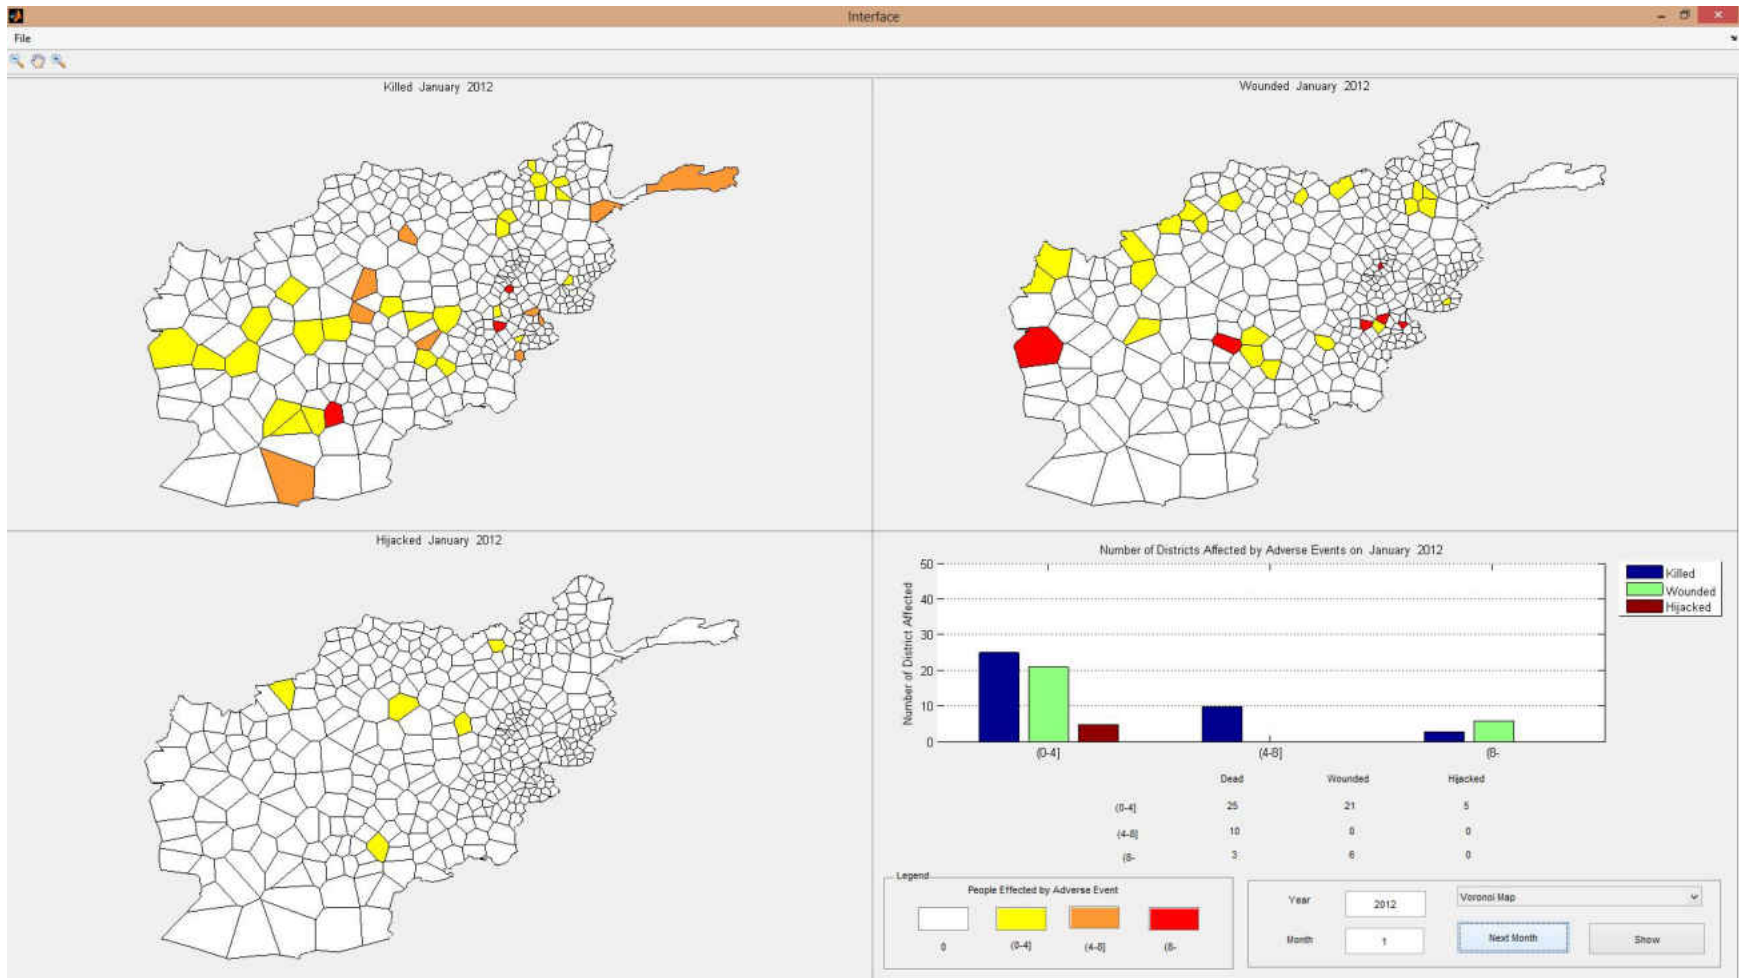 Interface
File
Killed January 2012
Wounded January 2012
Hijacked January 2012
Number of Districts Affected by Adverse Events on January 2012
Number of District Affected
50
40
30
20
10
0
(0-4]
(4-8]
(8-
Killed
Wounded
Hijacked
Dead Wounded Hijacked
(0-4] 25 21 5
(4-8] 10 0 0
(8- 3 6 0
Legend
People Effected by Adverse Event
0 (0-4] (4-8] (8-
Year 2012 Voronoi Map
Month 1 Next Month Show